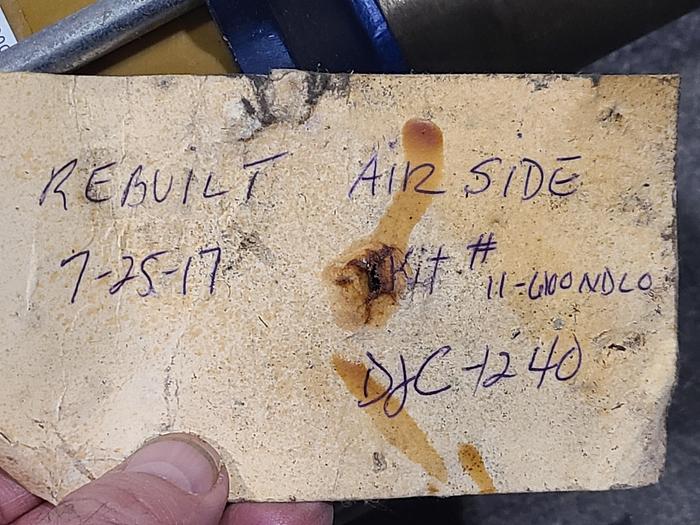 REBUILT AIR SIDE
7-25-17 Kit #
DJC-1240